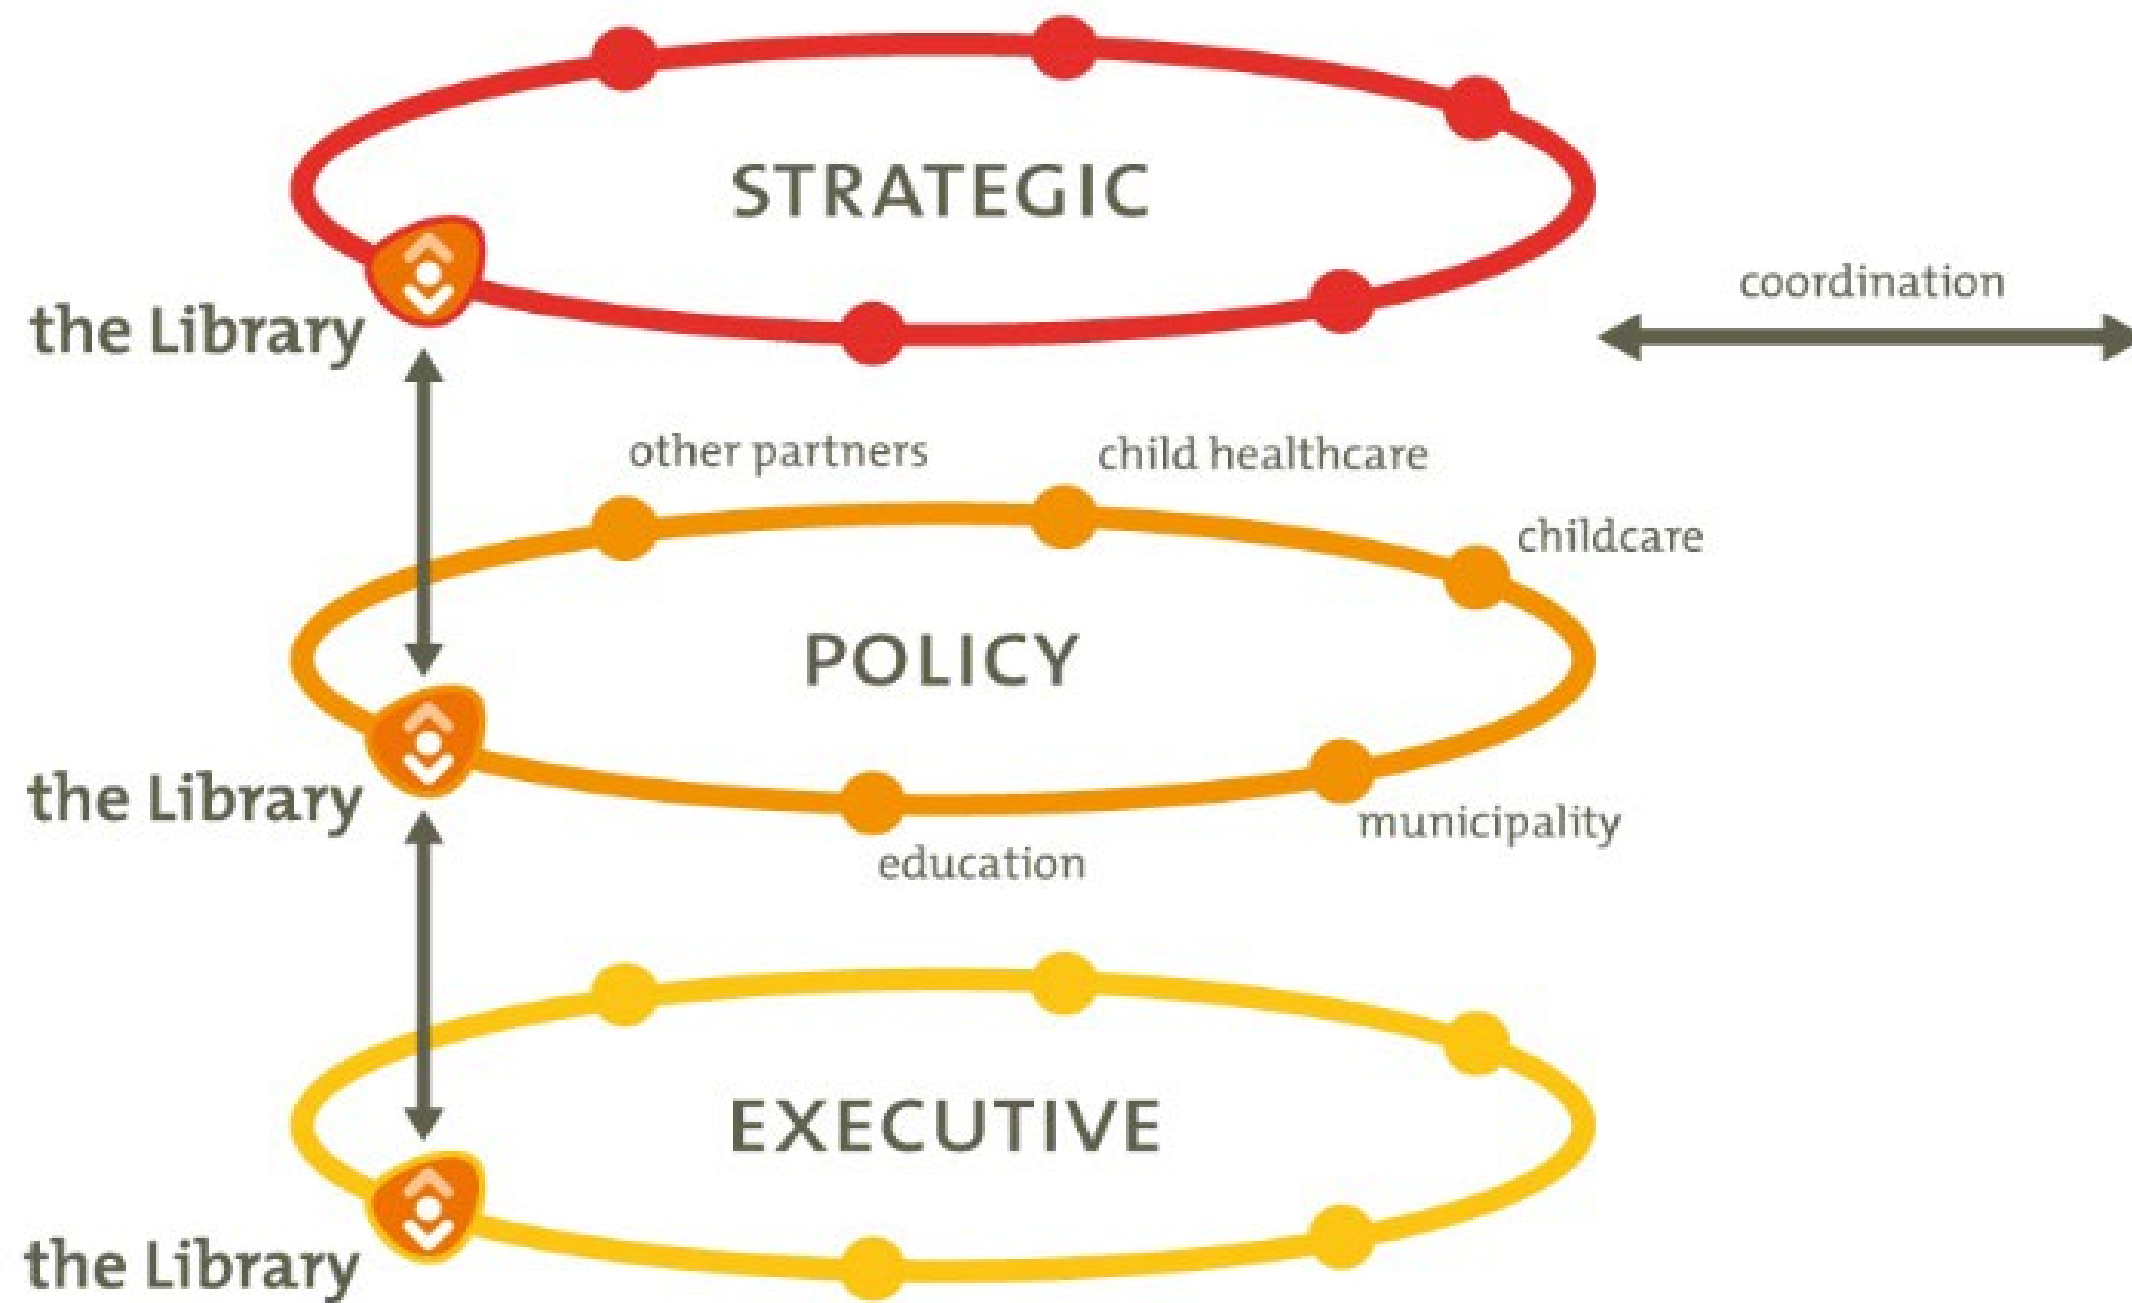 STRATEGIC
coordination
the Library
other partners
child healthcare
childcare
POLICY
the Library
municipality
education
EXECUTIVE
the Library